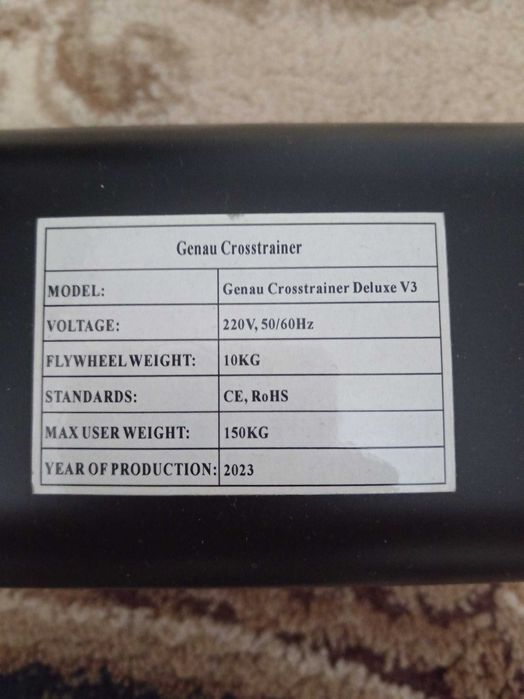 Genau Crosstrainer
MODEL: Genau Crosstrainer Deluxe V3
VOLTAGE: 220V, 50/60Hz
FLYWHEEL WEIGHT: 10KG
STANDARDS: CE, RoHS
MAX USER WEIGHT: 150KG
YEAR OF PRODUCTION: 2023